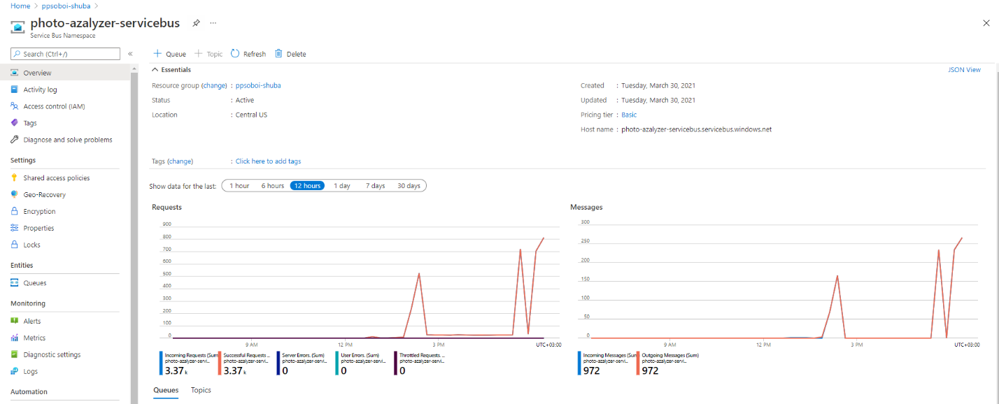 Home > ppsoboi-shuba >
photo-azalyzer-servicebus
Service Bus Namespace
Search (Ctrl+/)
«
Overview
Activity log
Access control (IAM)
Tags
Diagnose and solve problems
Settings
Shared access policies
Geo-Recovery
Encryption
Properties
Locks
Entities
Queues
Monitoring
Alerts
Metrics
Diagnostic settings
Logs
Automation
+ Queue + Topic Refresh Delete
Essentials JSON View
Resource group (change) : ppsoboi-shuba
Status : Active
Location : Central US
Created : Tuesday, March 30, 2021
Updated : Tuesday, March 30, 2021
Pricing tier : Basic
Host name : photo-azalyzer-servicebus.servicebus.windows.net
Tags (change) : Click here to add tags
Show data for the last: 1 hour 6 hours 12 hours 1 day 7 days 30 days
Requests
900
800
700
600
500
400
300
200
100
0
9 AM 12 PM 3 PM UTC+03:00
Incoming Requests (Sum) Successful Requests ... Server Errors. (Sum) User Errors. (Sum) Throttled Requests. ...
photo-azalyzer-servi... photo-azalyzer-servi... photo-azalyzer-servi... photo-azalyzer-servi... photo-azalyzer-servi...
3.37 k 3.37 k 0 0 0
Messages
300
250
200
150
100
50
0
9 AM 12 PM 3 PM UTC+03:00
Incoming Messages (Sum) Outgoing Messages (Sum)
photo-azalyzer-servi... photo-azalyzer-servi...
972 972
Queues Topics